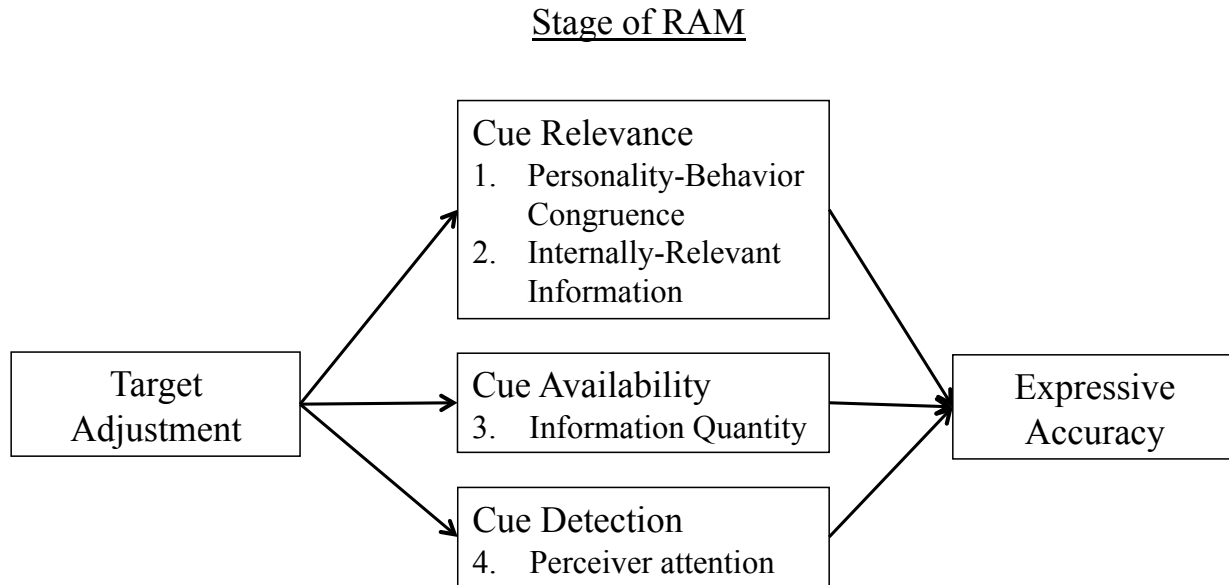 Stage of RAM
Cue Relevance
1. Personality-Behavior
Congruence
2. Internally-Relevant
Information
Target
Adjustment
Cue Availability
3. Information Quantity
Expressive
Accuracy
Cue Detection
4. Perceiver attention